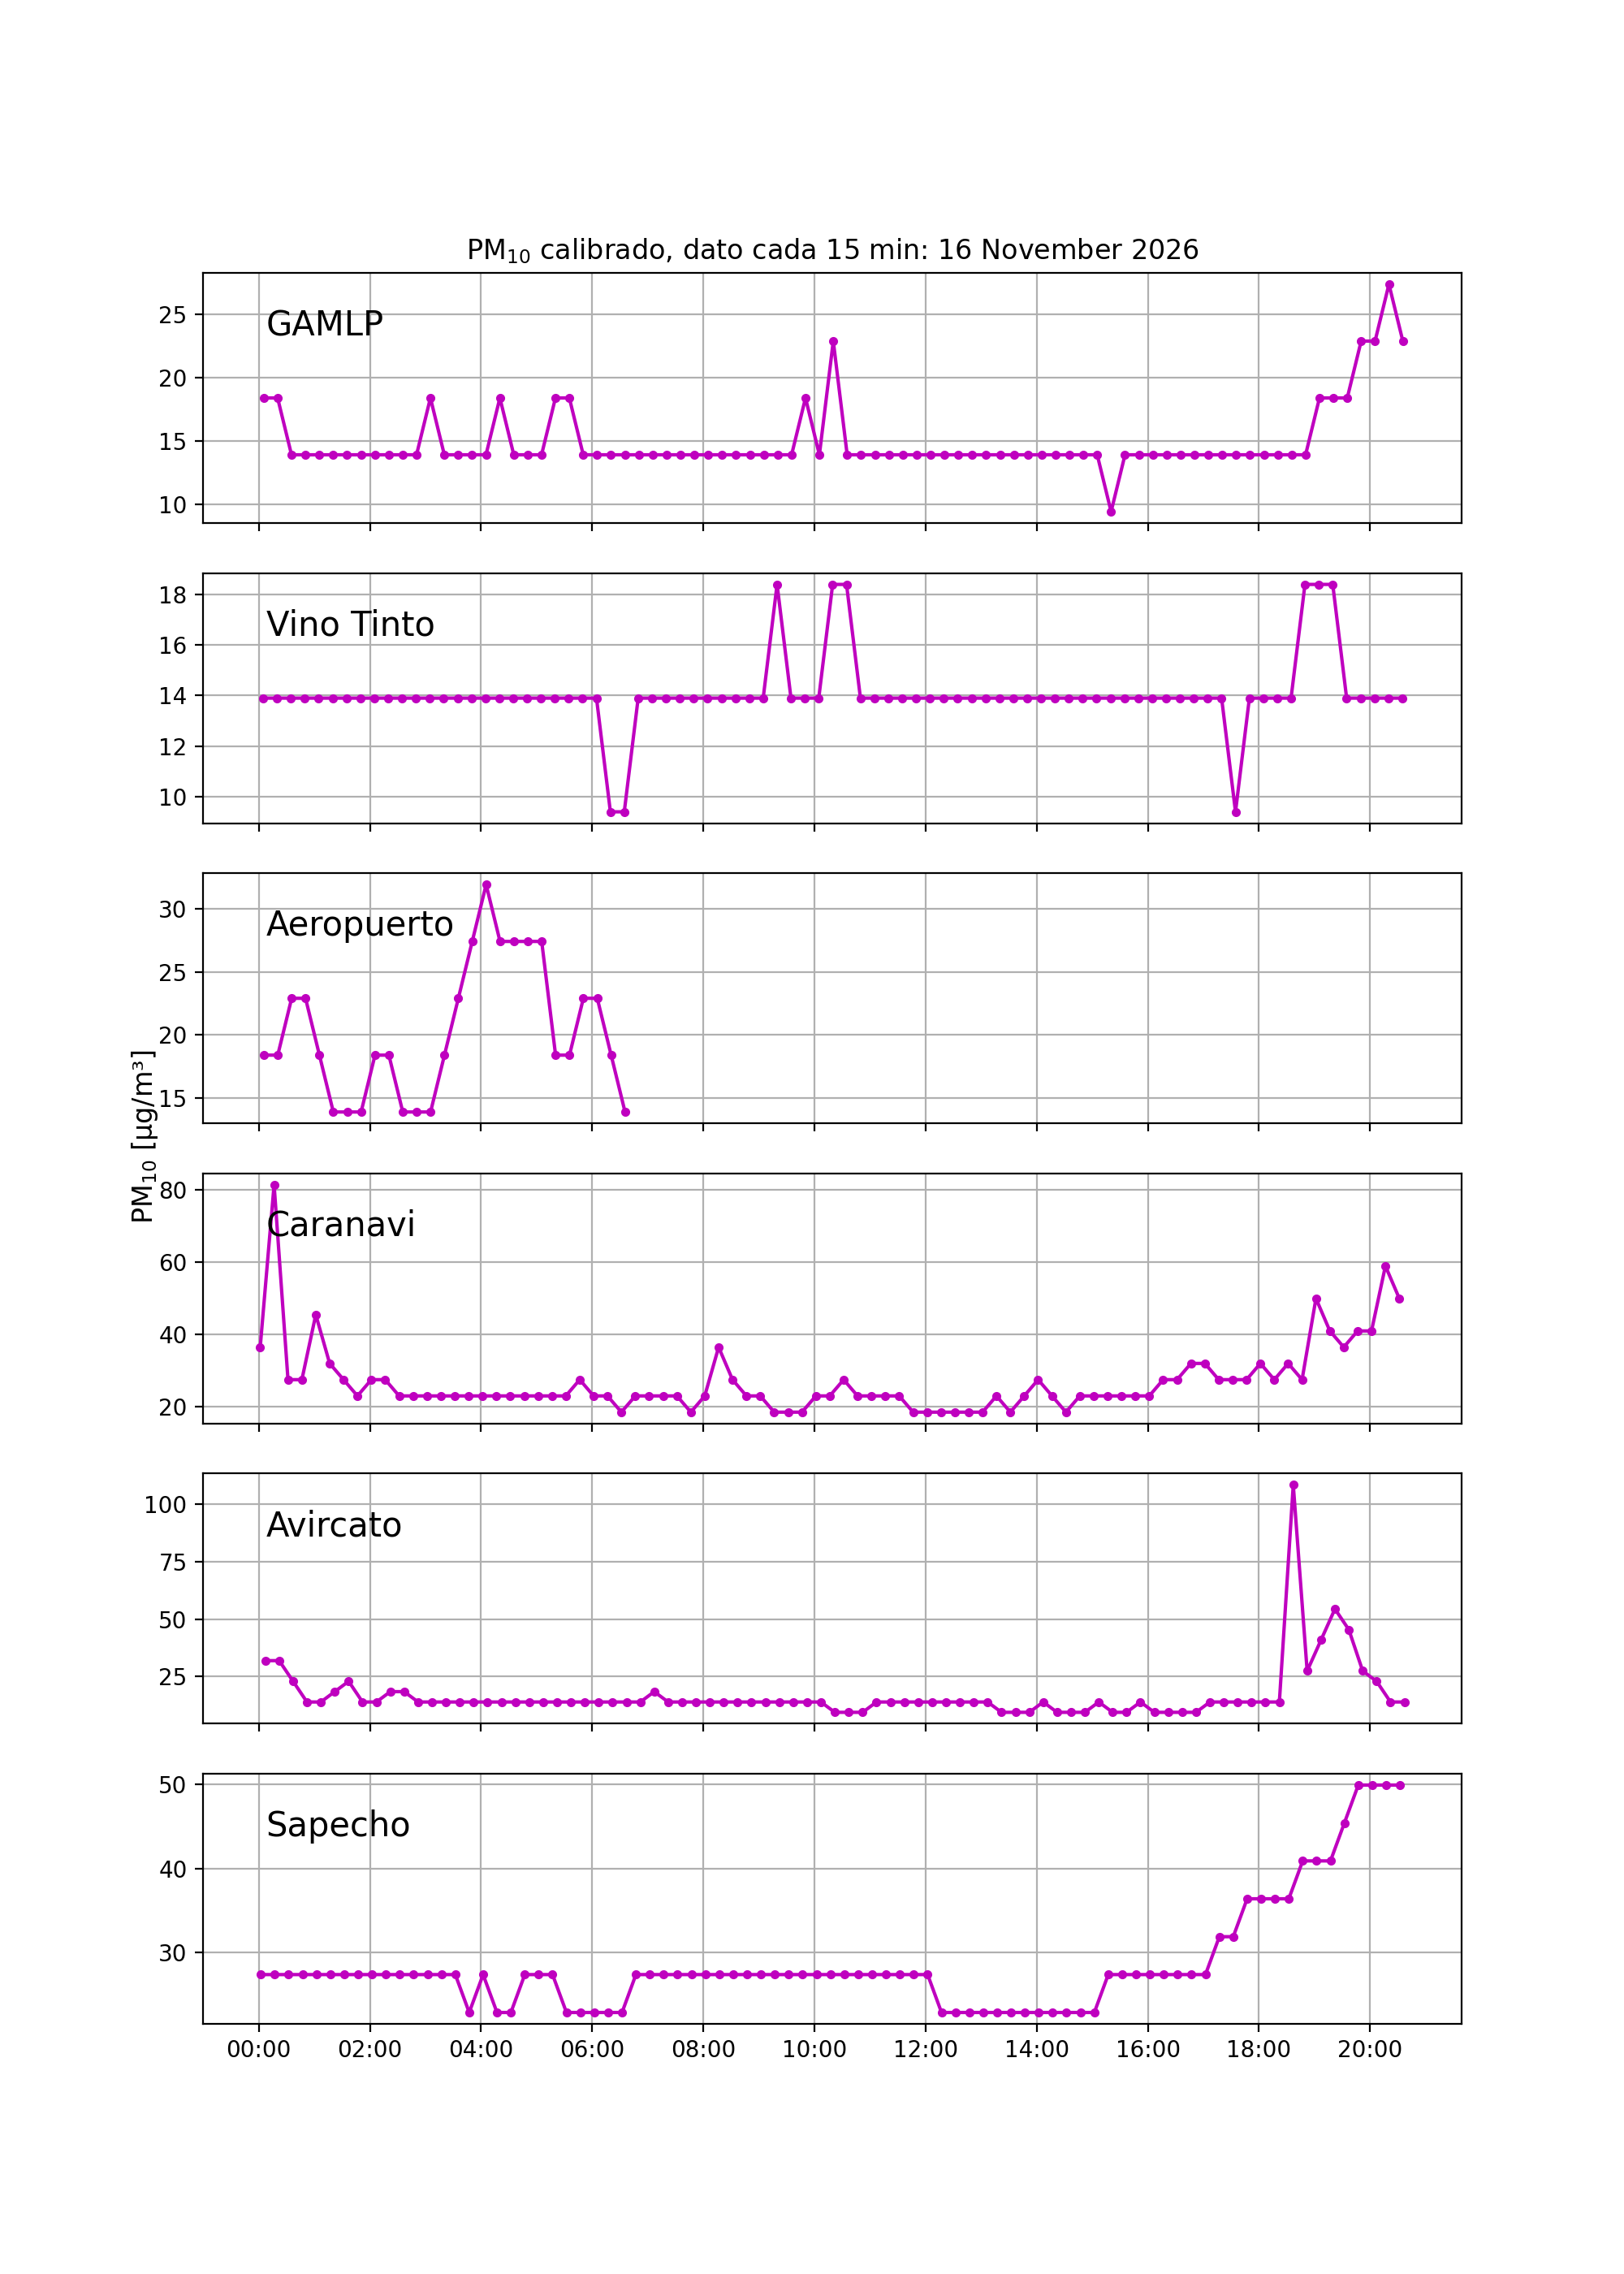 PM₁₀ calibrado, dato cada 15 min: 16 November 2026
25
GAMLP
20
15
10
18
Vino Tinto
16
14
12
10
30
Aeropuerto
25
20
15
PM₁₀ [µg/m³]
80
Caranavi
60
40
20
100
Avircato
75
50
25
50
Sapecho
40
30
00:00 02:00 04:00 06:00 08:00 10:00 12:00 14:00 16:00 18:00 20:00